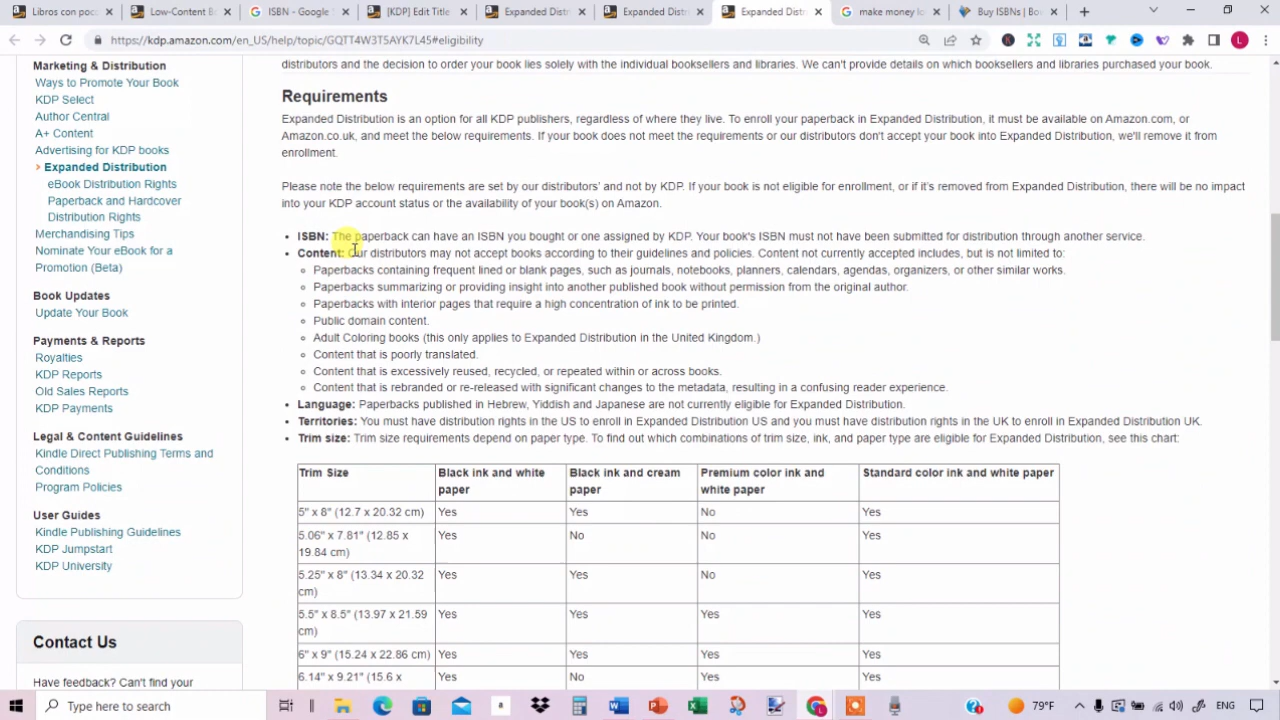 Libros con poc
Low-Content B
ISBN - Google S
[KDP] Edit Title
Expanded Distr
Expanded Distr
Expanded Distr
make money lo
Buy ISBNs | Bo
https://kdp.amazon.com/en_US/help/topic/GQTT4W3T5AYK7L45#eligibility
Marketing & Distribution
Ways to Promote Your Book
KDP Select
Author Central
A+ Content
Advertising for KDP books
Expanded Distribution
eBook Distribution Rights
Paperback and Hardcover
Distribution Rights
Merchandising Tips
Nominate Your eBook for a
Promotion (Beta)
Book Updates
Update Your Book
Payments & Reports
Royalties
KDP Reports
Old Sales Reports
KDP Payments
Legal & Content Guidelines
Kindle Direct Publishing Terms and
Conditions
Program Policies
User Guides
Kindle Publishing Guidelines
KDP Jumpstart
KDP University
Contact Us
Have feedback? Can't find your
distributors and the decision to order your book lies solely with the individual booksellers and libraries. We can't provide details on which booksellers and libraries purchased your book.
Requirements
Expanded Distribution is an option for all KDP publishers, regardless of where they live. To enroll your paperback in Expanded Distribution, it must be available on Amazon.com, or
Amazon.co.uk, and meet the below requirements. If your book does not meet the requirements or our distributors don't accept your book into Expanded Distribution, we'll remove it from
enrollment.
Please note the below requirements are set by our distributors' and not by KDP. If your book is not eligible for enrollment, or if it's removed from Expanded Distribution, there will be no impact
into your KDP account status or the availability of your book(s) on Amazon.
ISBN: The paperback can have an ISBN you bought or one assigned by KDP. Your book's ISBN must not have been submitted for distribution through another service.
Content: Our distributors may not accept books according to their guidelines and policies. Content not currently accepted includes, but is not limited to:
Paperbacks containing frequent lined or blank pages, such as journals, notebooks, planners, calendars, agendas, organizers, or other similar works.
Paperbacks summarizing or providing insight into another published book without permission from the original author.
Paperbacks with interior pages that require a high concentration of ink to be printed.
Public domain content.
Adult Coloring books (this only applies to Expanded Distribution in the United Kingdom.)
Content that is poorly translated.
Content that is excessively reused, recycled, or repeated within or across books.
Content that is rebranded or re-released with significant changes to the metadata, resulting in a confusing reader experience.
Language: Paperbacks published in Hebrew, Yiddish and Japanese are not currently eligible for Expanded Distribution.
Territories: You must have distribution rights in the US to enroll in Expanded Distribution US and you must have distribution rights in the UK to enroll in Expanded Distribution UK.
Trim size: Trim size requirements depend on paper type. To find out which combinations of trim size, ink, and paper type are eligible for Expanded Distribution, see this chart:
Trim Size Black ink and white Black ink and cream Premium color ink and Standard color ink and white paper
paper paper white paper
5" x 8" (12.7 x 20.32 cm) Yes Yes No Yes
5.06" x 7.81" (12.85 x Yes No No Yes
19.84 cm)
5.25" x 8" (13.34 x 20.32 Yes Yes No Yes
cm)
5.5" x 8.5" (13.97 x 21.59 Yes Yes Yes Yes
cm)
6" x 9" (15.24 x 22.86 cm) Yes Yes Yes Yes
6.14" x 9.21" (15.6 x Yes No Yes Yes
Type here to search
79°F
ENG